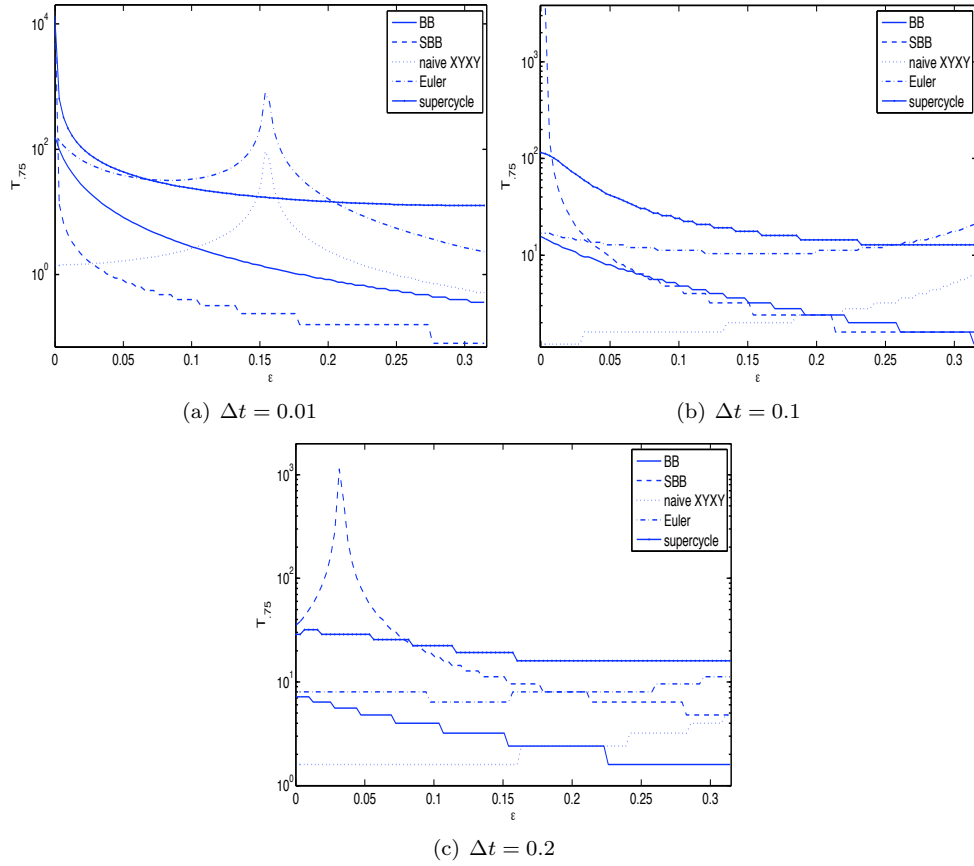 10^4
10^2
10^0
T.75
0 0.05 0.1 0.15 0.2 0.25 0.3
ε
BB
SBB
naive XYXY
Euler
supercycle
(a) Δt = 0.01
10^3
10^2
10^1
T.75
0 0.05 0.1 0.15 0.2 0.25 0.3
ε
BB
SBB
naive XYXY
Euler
supercycle
(b) Δt = 0.1
10^3
10^2
10^1
10^0
T.75
0 0.05 0.1 0.15 0.2 0.25 0.3
ε
BB
SBB
naive XYXY
Euler
supercycle
(c) Δt = 0.2